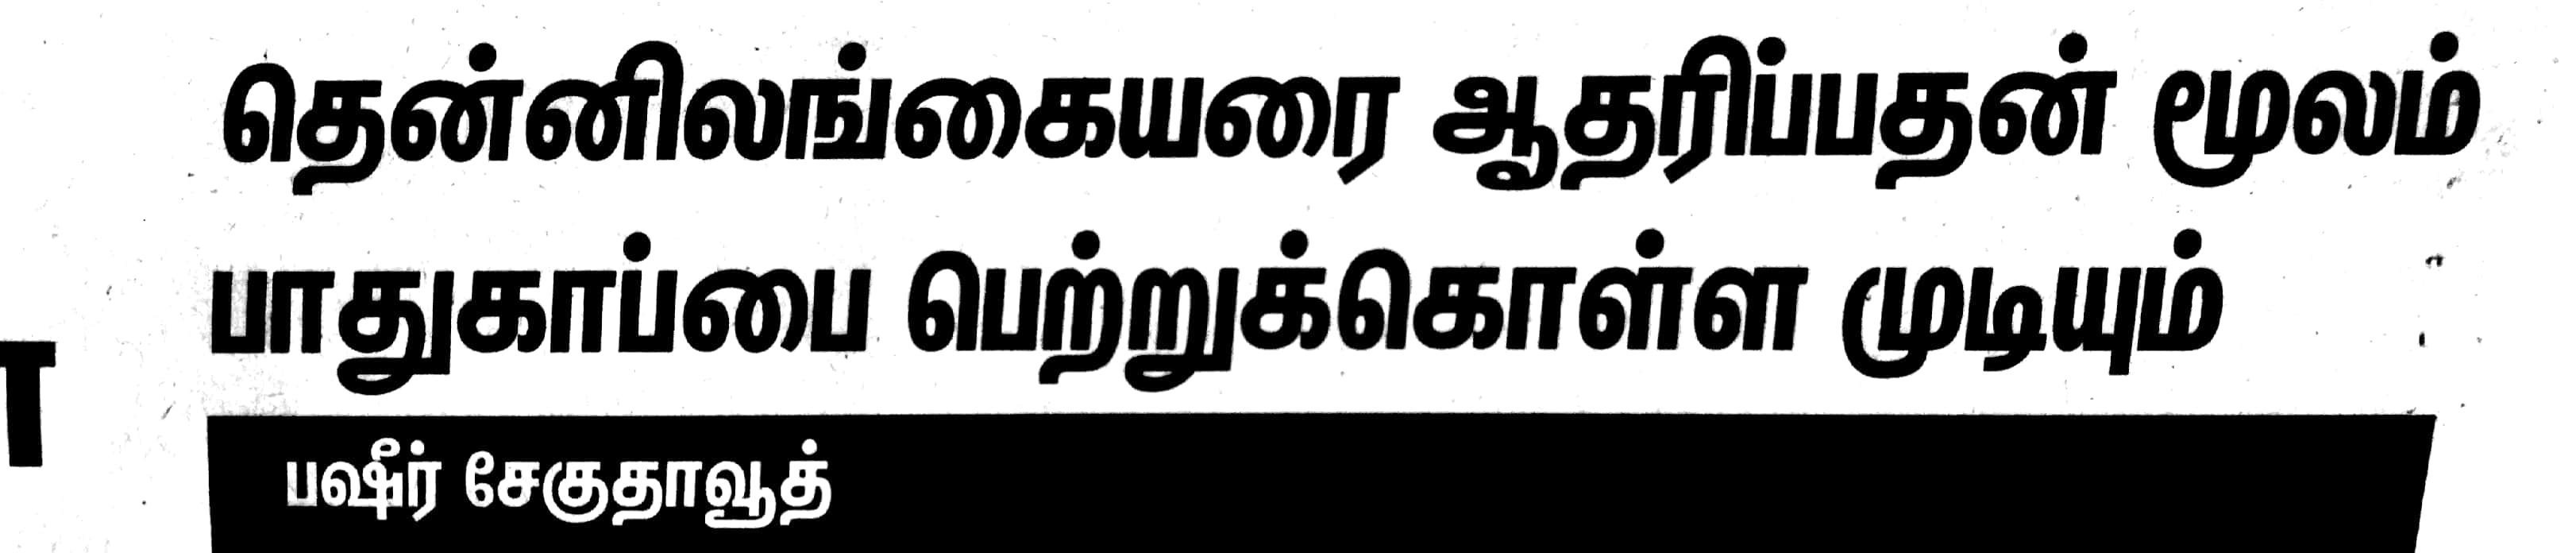 தென்னிலங்கையரை ஆதரிப்பதன் மூலம்
பாதுகாப்பை பெற்றுக்கொள்ள முடியும்
பஷீர் சேகுதாவூத்